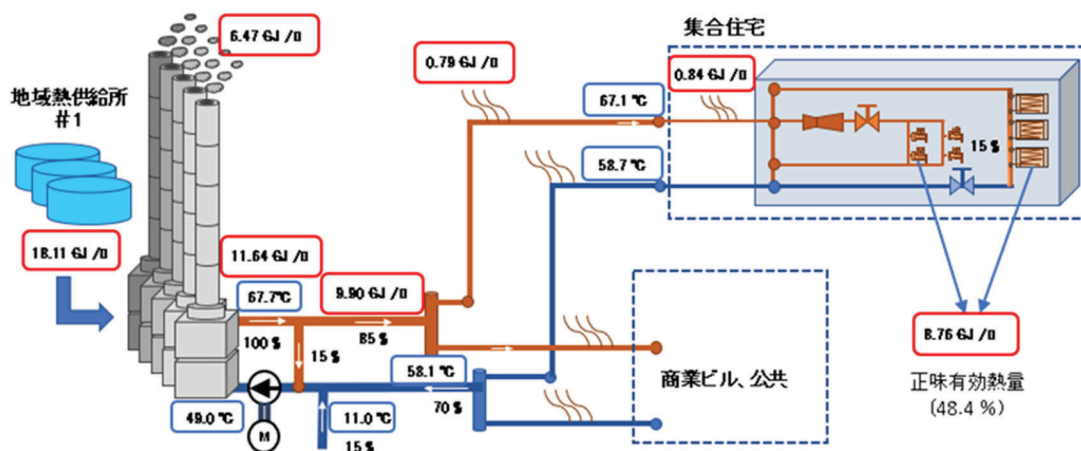 集合住宅
6.47 GJ /
0.79 GJ /
0.84 GJ /
67.1 ℃
地域熱供給所
#1
15 %
58.7 ℃
18.11 GJ /
11.64 GJ /
67.7℃
9.90 GJ /
100 %
15 %
85 %
8.76 GJ /
58.1 ℃
商業ビル、公共
正味有効熱量
(48.4 %)
49.0 ℃
M
11.0 ℃
70 %
15 %